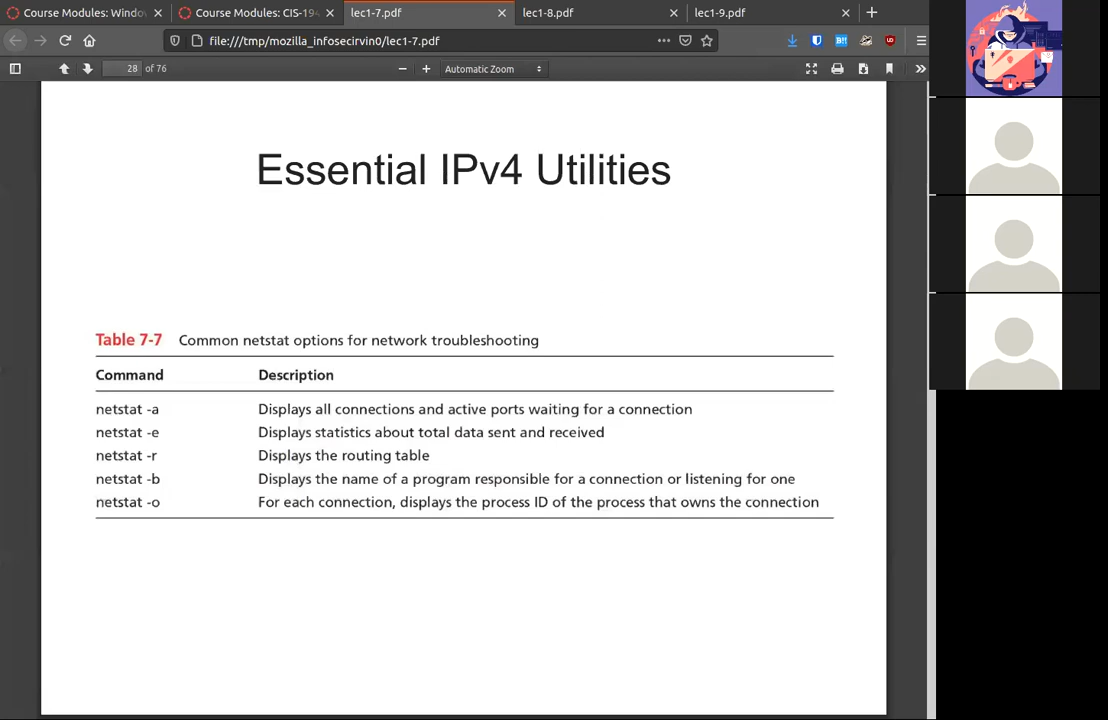 Course Modules: Windo
Course Modules: CIS-194
lec1-7.pdf
lec1-8.pdf
lec1-9.pdf
file:///tmp/mozilla_infosecirvin0/lec1-7.pdf
28 of 76
Automatic Zoom
Essential IPv4 Utilities
Table 7-7 Common netstat options for network troubleshooting
Command Description
netstat -a Displays all connections and active ports waiting for a connection
netstat -e Displays statistics about total data sent and received
netstat -r Displays the routing table
netstat -b Displays the name of a program responsible for a connection or listening for one
netstat -o For each connection, displays the process ID of the process that owns the connection